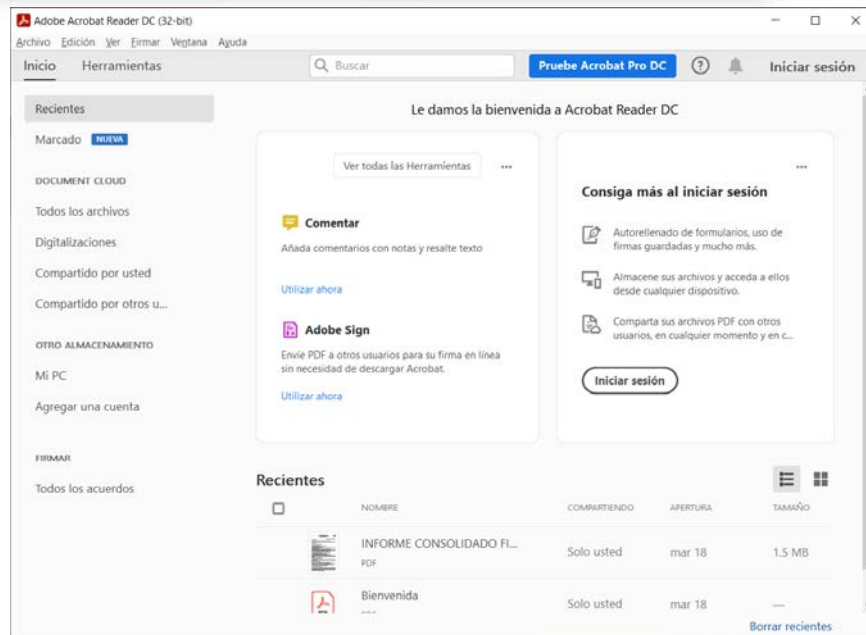 Adobe Acrobat Reader DC (32-bit)
Archivo Edición Ver Firmar Ventana Ayuda
Inicio Herramientas Buscar Pruebe Acrobat Pro DC Iniciar sesión
Recientes
Marcado NUEVA
DOCUMENT CLOUD
Todos los archivos
Digitalizaciones
Compartido por usted
Compartido por otros u...
OTRO ALMACENAMIENTO
Mi PC
Agregar una cuenta
FIRMAR
Todos los acuerdos
Le damos la bienvenida a Acrobat Reader DC
Ver todas las Herramientas
Comentar
Añada comentarios con notas y resalte texto
Utilizar ahora
Adobe Sign
Envíe PDF a otros usuarios para su firma en línea
sin necesidad de descargar Acrobat.
Utilizar ahora
Consiga más al iniciar sesión
Autorellenado de formularios, uso de
firmas guardadas y mucho más.
Almacene sus archivos y acceda a ellos
desde cualquier dispositivo.
Comparta sus archivos PDF con otros
usuarios, en cualquier momento y en c...
Iniciar sesión
Recientes
NOMBRE COMPARTIENDO APERTURA TAMAÑO
INFORME CONSOLIDADO FI... Solo usted mar 18 1.5 MB
PDF
Bienvenida Solo usted mar 18 —
Borrar recientes